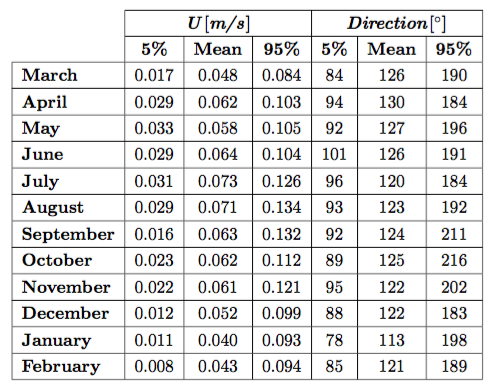 U[m/s] Direction[°]
5% Mean 95% 5% Mean 95%
March 0.017 0.048 0.084 84 126 190
April 0.029 0.062 0.103 94 130 184
May 0.033 0.058 0.105 92 127 196
June 0.029 0.064 0.104 101 126 191
July 0.031 0.073 0.126 96 120 184
August 0.029 0.071 0.134 93 123 192
September 0.016 0.063 0.132 92 124 211
October 0.023 0.062 0.112 89 125 216
November 0.022 0.061 0.121 95 122 202
December 0.012 0.052 0.099 88 122 183
January 0.011 0.040 0.093 78 113 198
February 0.008 0.043 0.094 85 121 189